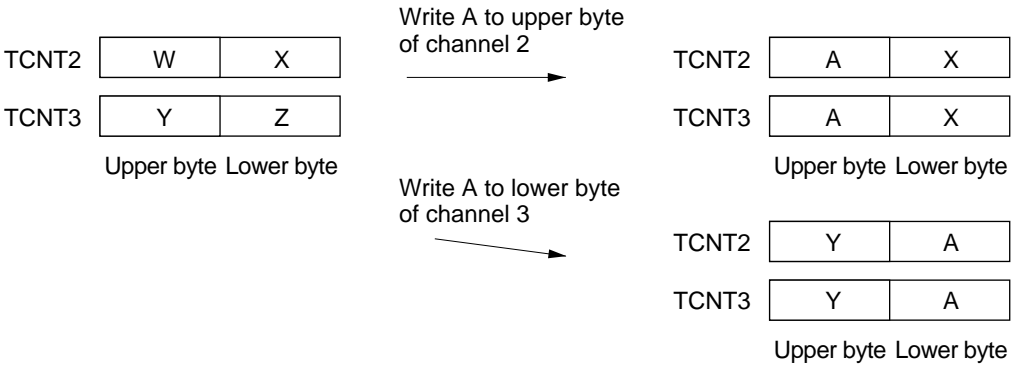 Write A to upper byte
of channel 2
TCNT2 W X
TCNT3 Y Z
Upper byte Lower byte
TCNT2 A X
TCNT3 A X
Upper byte Lower byte
Write A to lower byte
of channel 3
TCNT2 Y A
TCNT3 Y A
Upper byte Lower byte